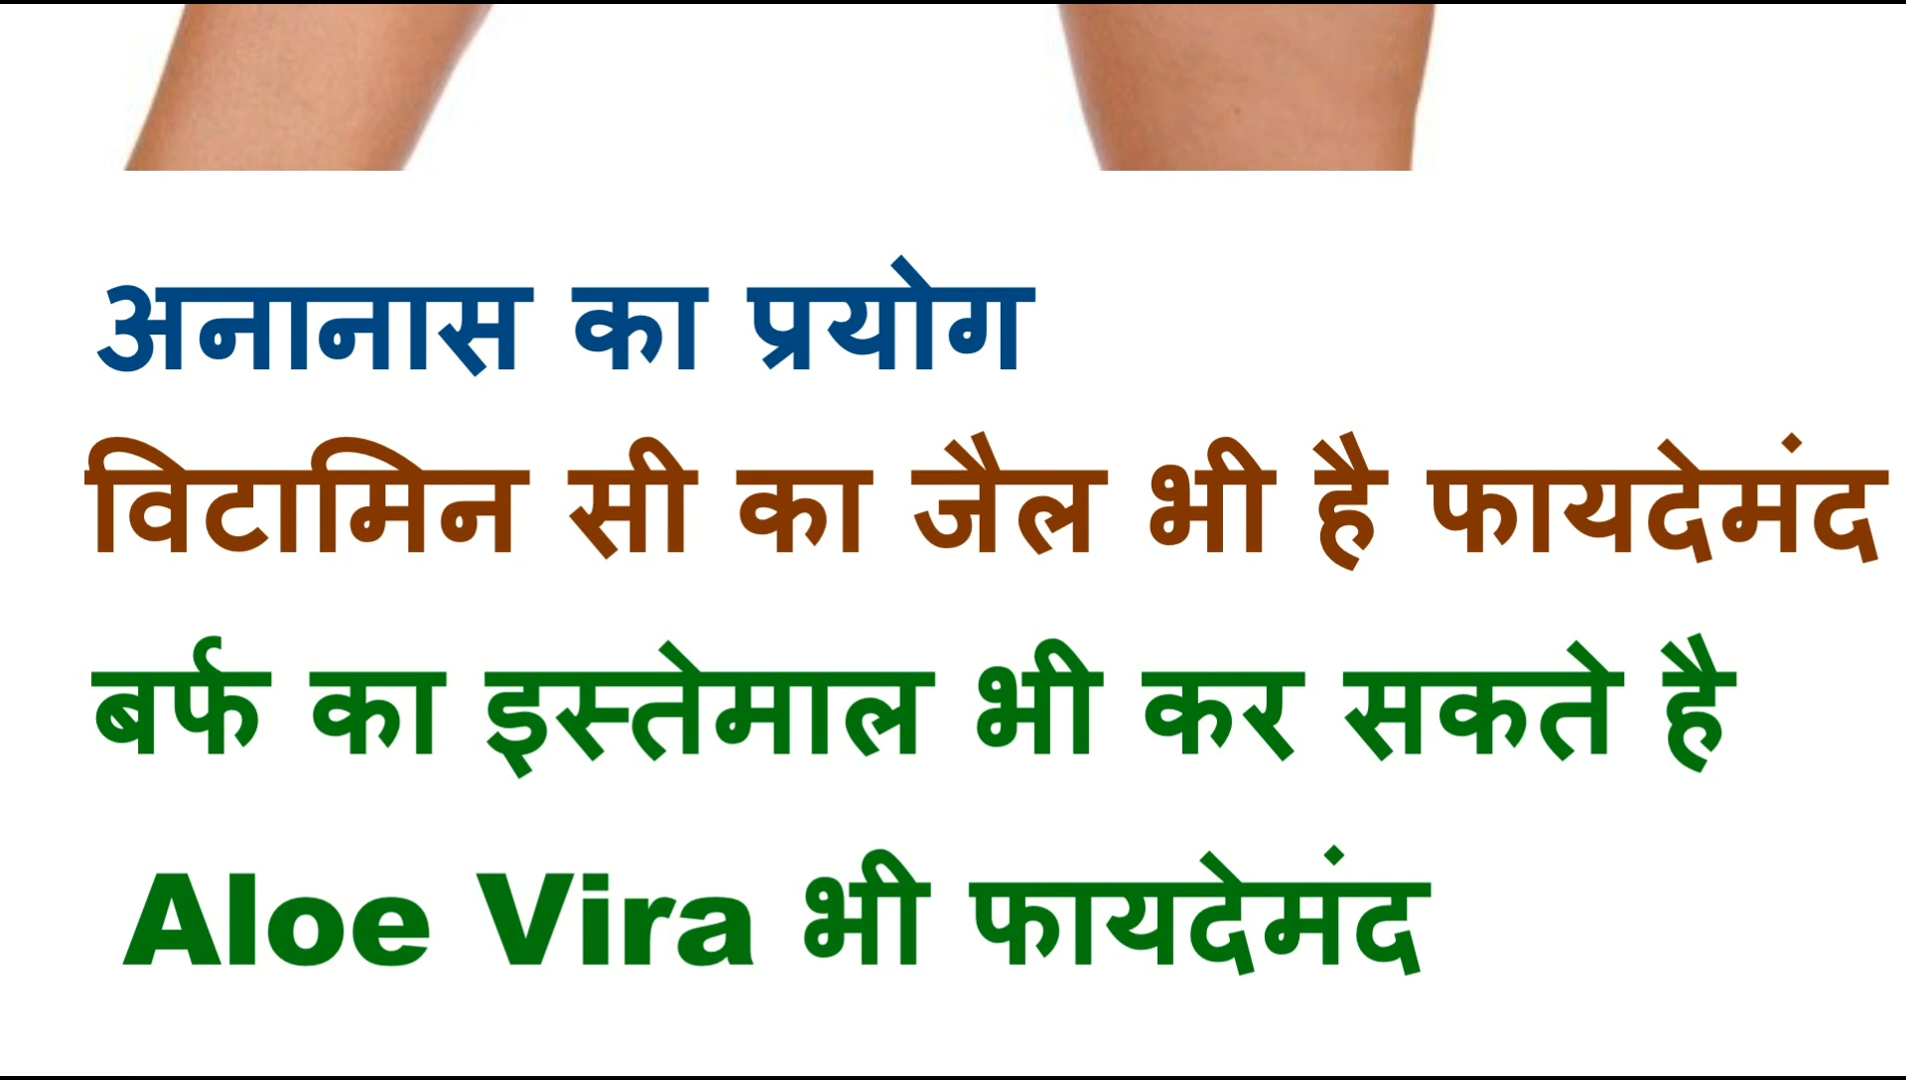 अनानास का प्रयोग
विटामिन सी का जैल भी है फायदेमंद
बर्फ का इस्तेमाल भी कर सकते है
Aloe Vira भी फायदेमंद